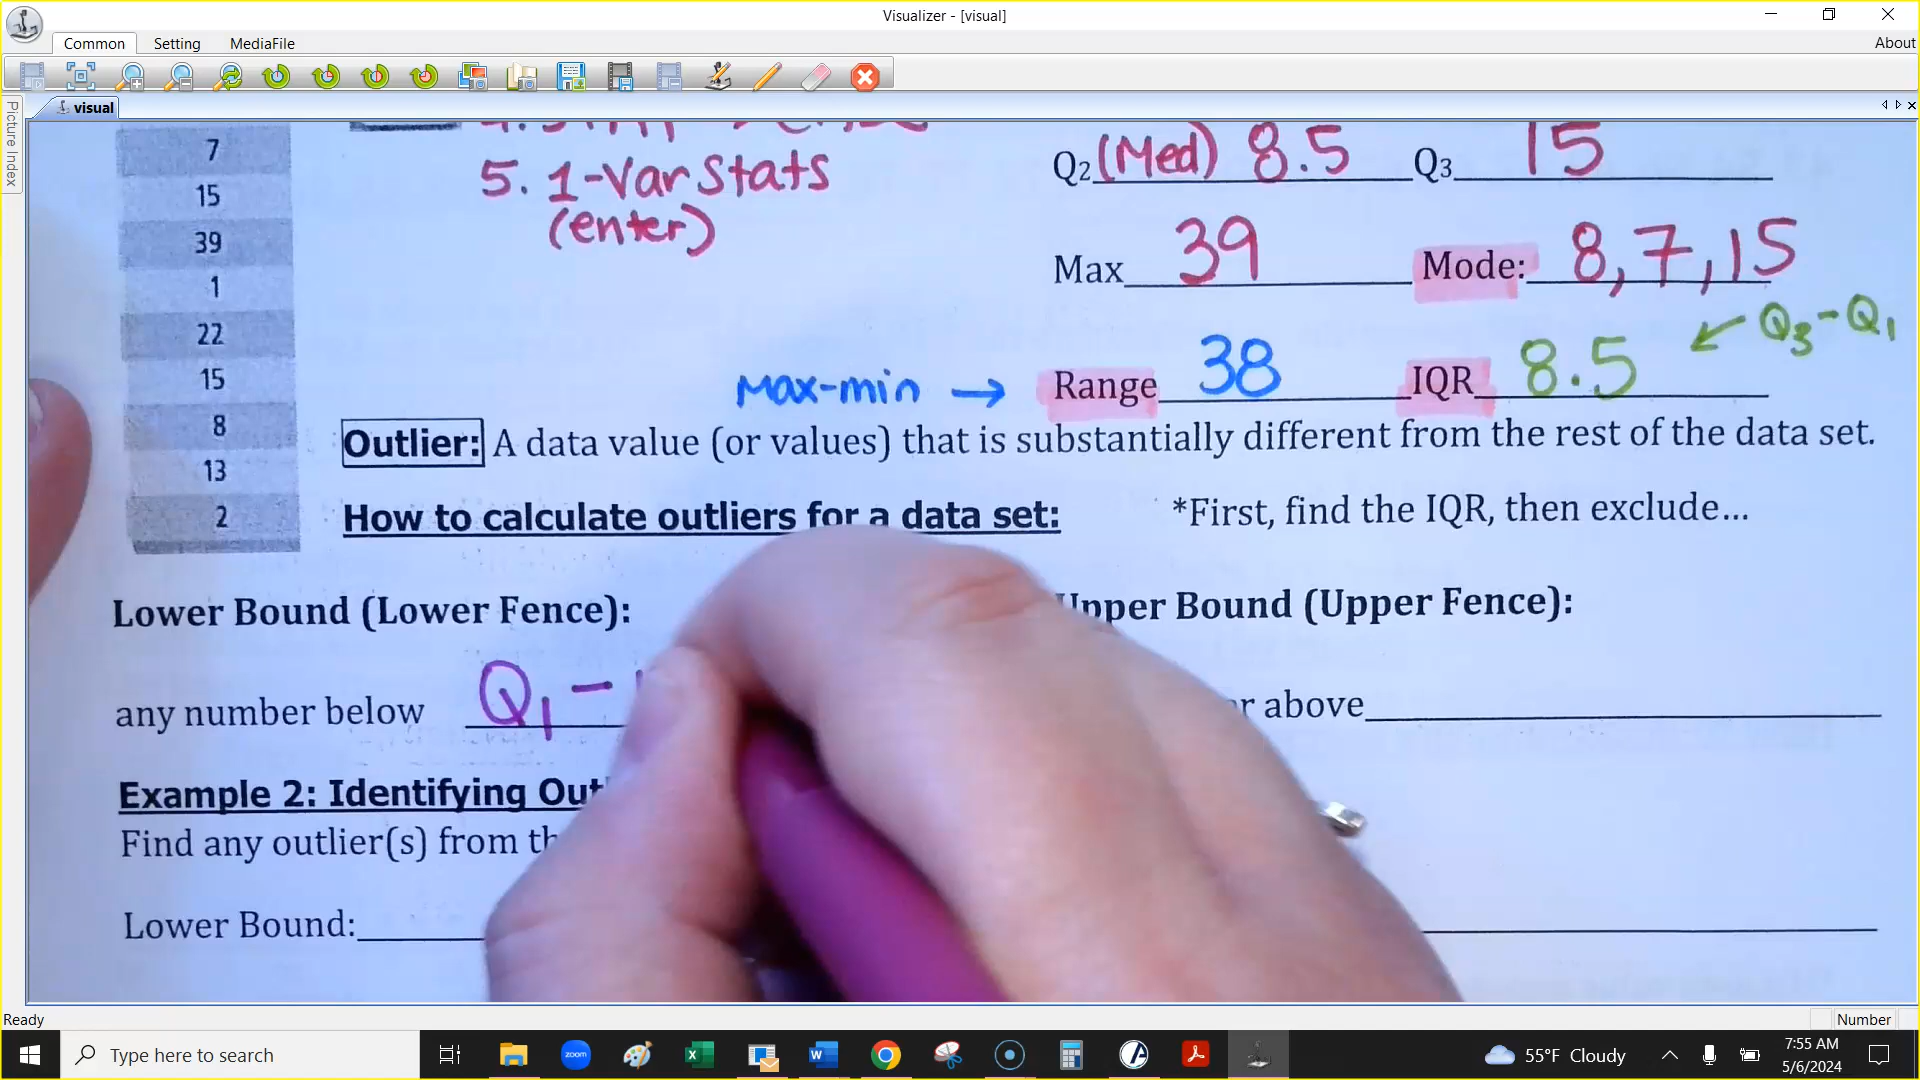 Visualizer - [visual]
Common Setting MediaFile About
Picture Index
visual
7
15
39
1
22
15
8
13
2
5. 1-Var Stats
(enter)
Q2 (Med) 8.5 Q3 15
Max 39 Mode: 8, 7, 15
Max-min → Range 38 IQR 8.5 ← Q3 - Q1
Outlier: A data value (or values) that is substantially different from the rest of the data set.
How to calculate outliers for a data set: *First, find the IQR, then exclude...
Lower Bound (Lower Fence): Upper Bound (Upper Fence):
any number below Q1 - above
Example 2: Identifying
Find any outlier(s) from
Lower Bound:
Ready Number
Type here to search
zoom
55°F Cloudy
7:55 AM
5/6/2024